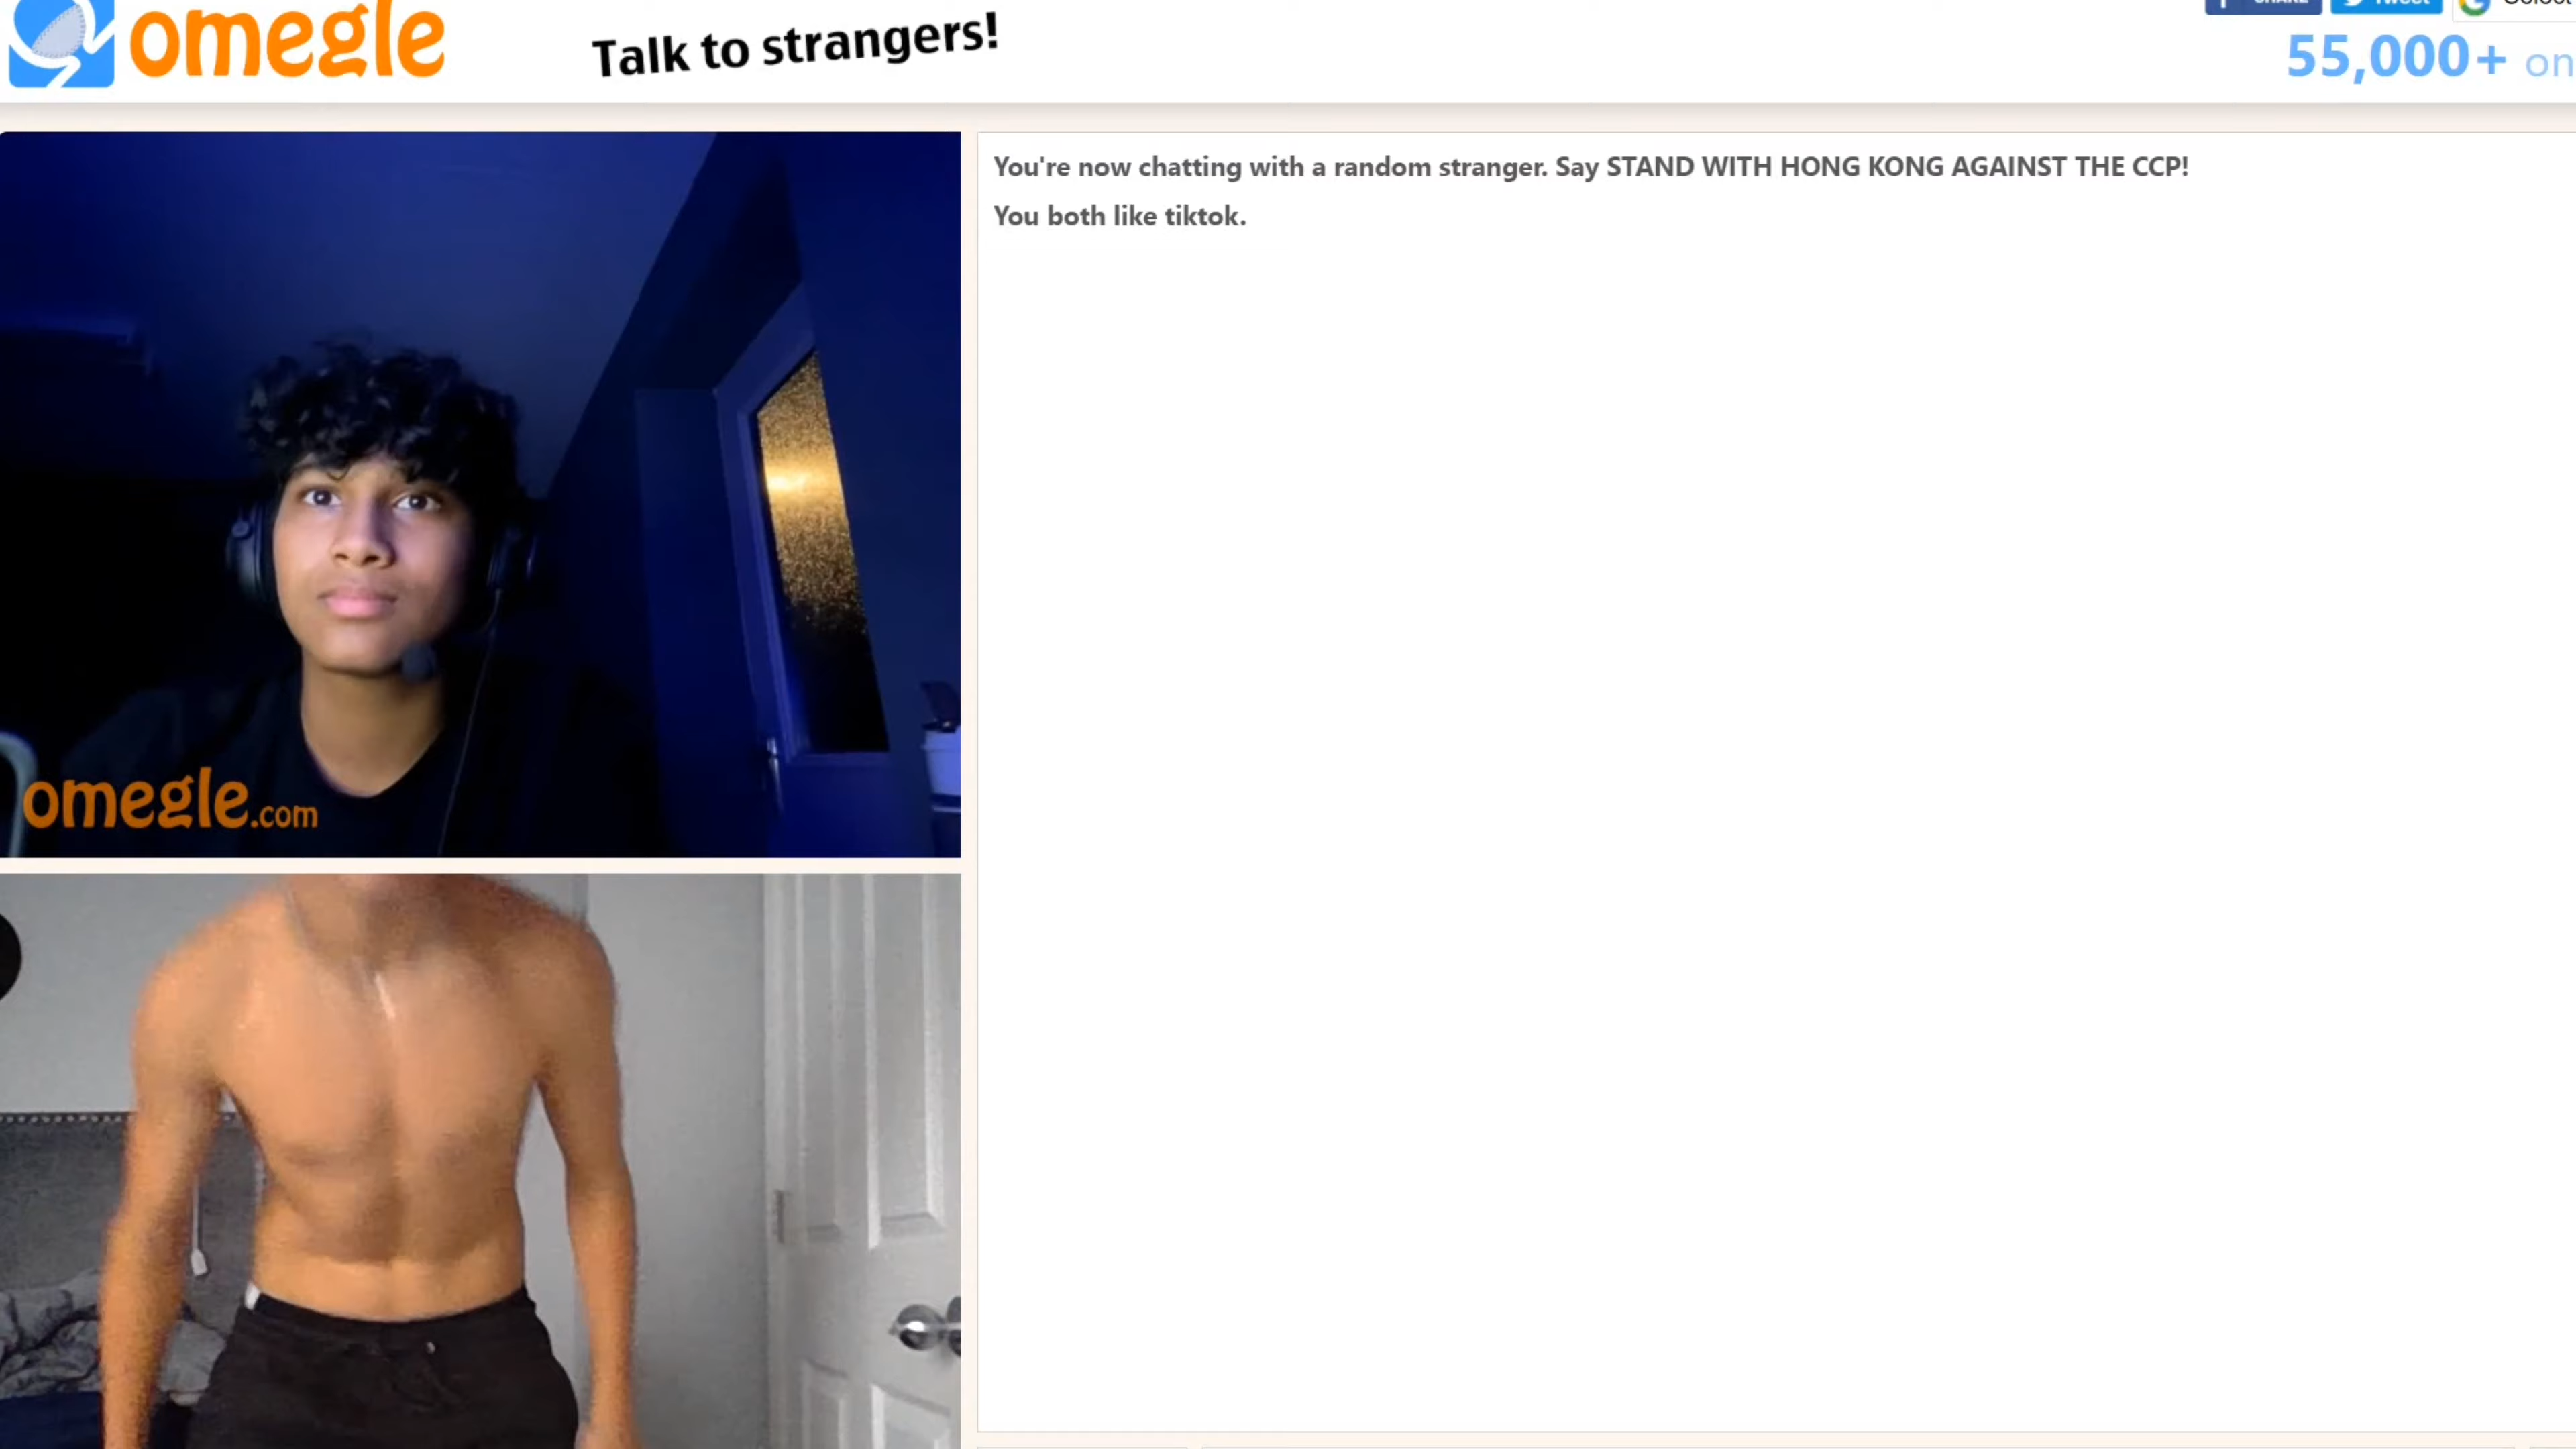 omegle
Talk to strangers!
Tweet
55,000+ on
You're now chatting with a random stranger. Say STAND WITH HONG KONG AGAINST THE CCP!
You both like tiktok.
omegle.com